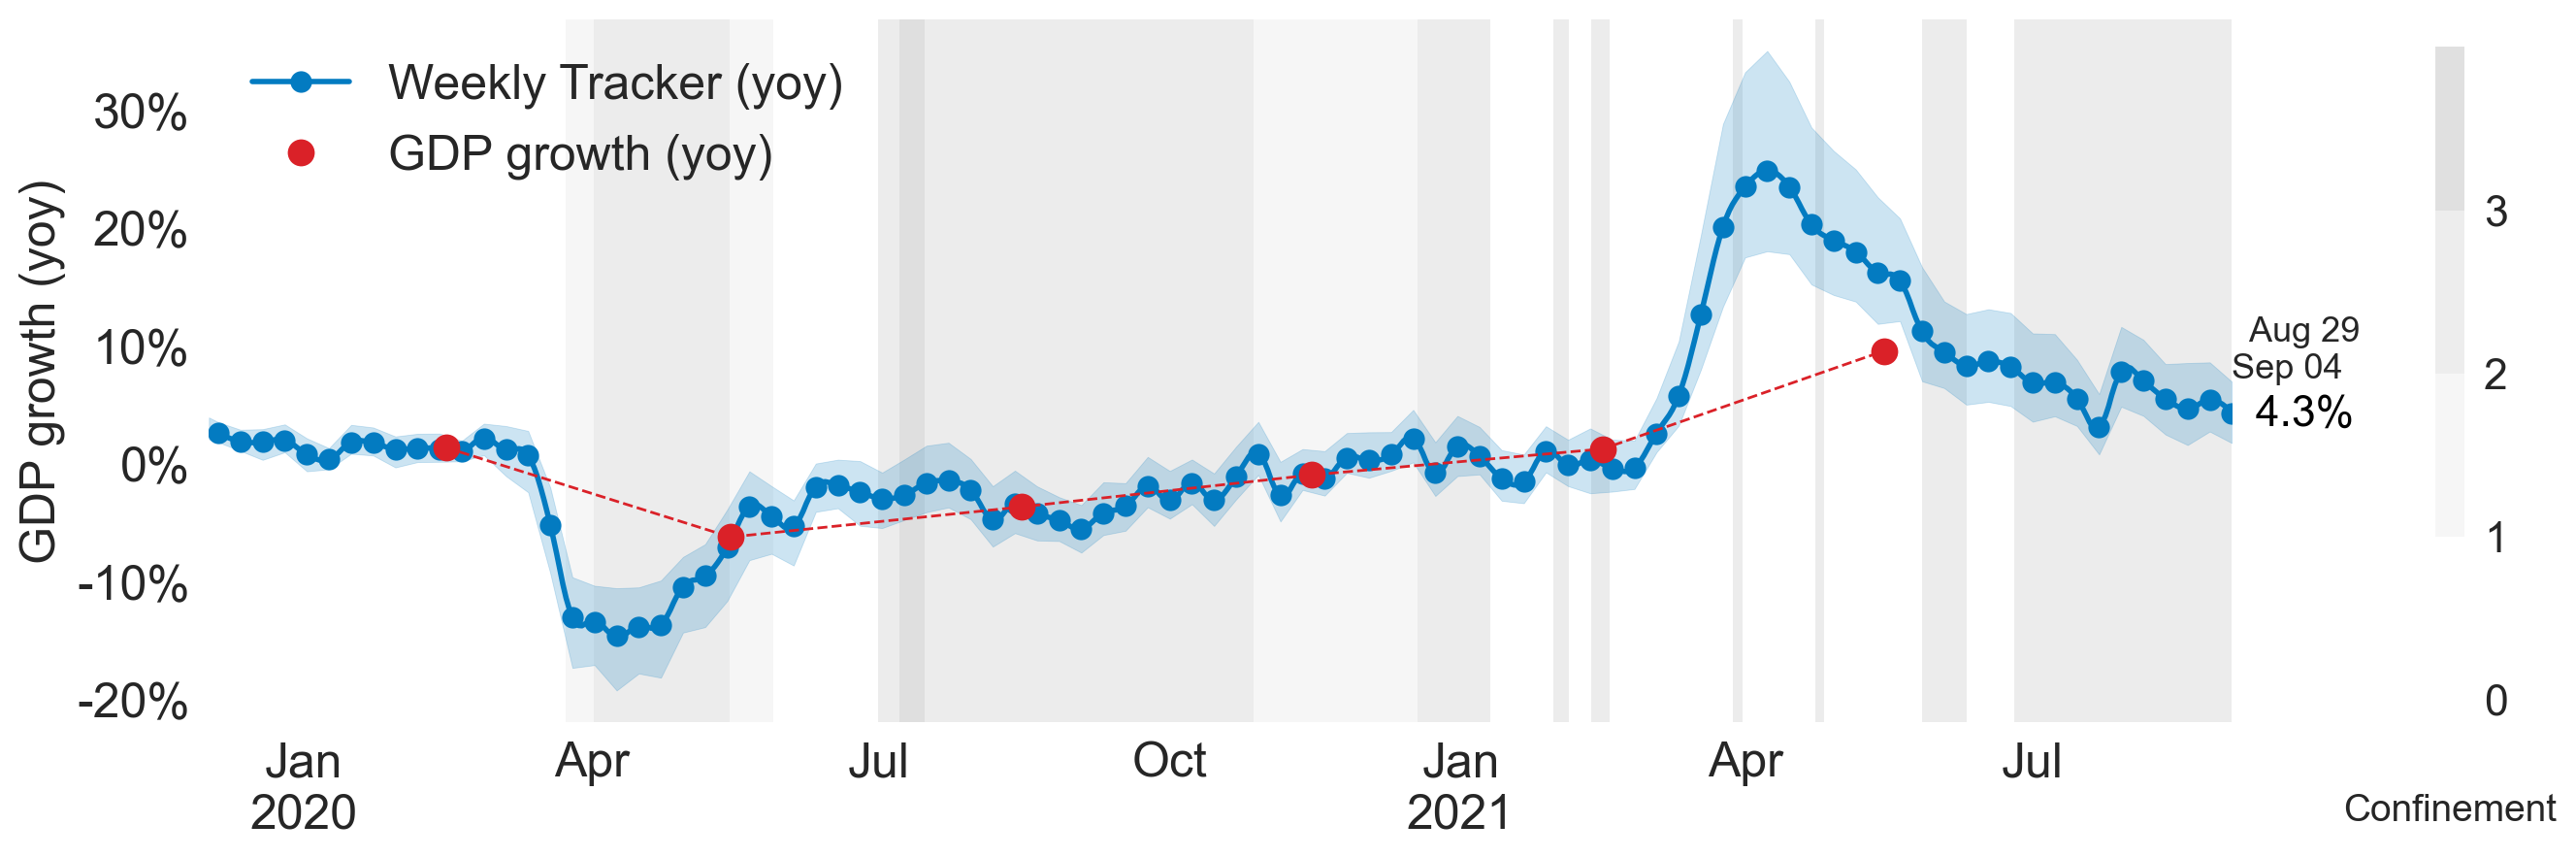 Weekly Tracker (yoy)
GDP growth (yoy)
GDP growth (yoy)
30%
20%
10%
0%
-10%
-20%
Jan
2020
Apr
Jul
Oct
Jan
2021
Apr
Jul
Aug 29
Sep 04
4.3%
3
2
1
0
Confinement